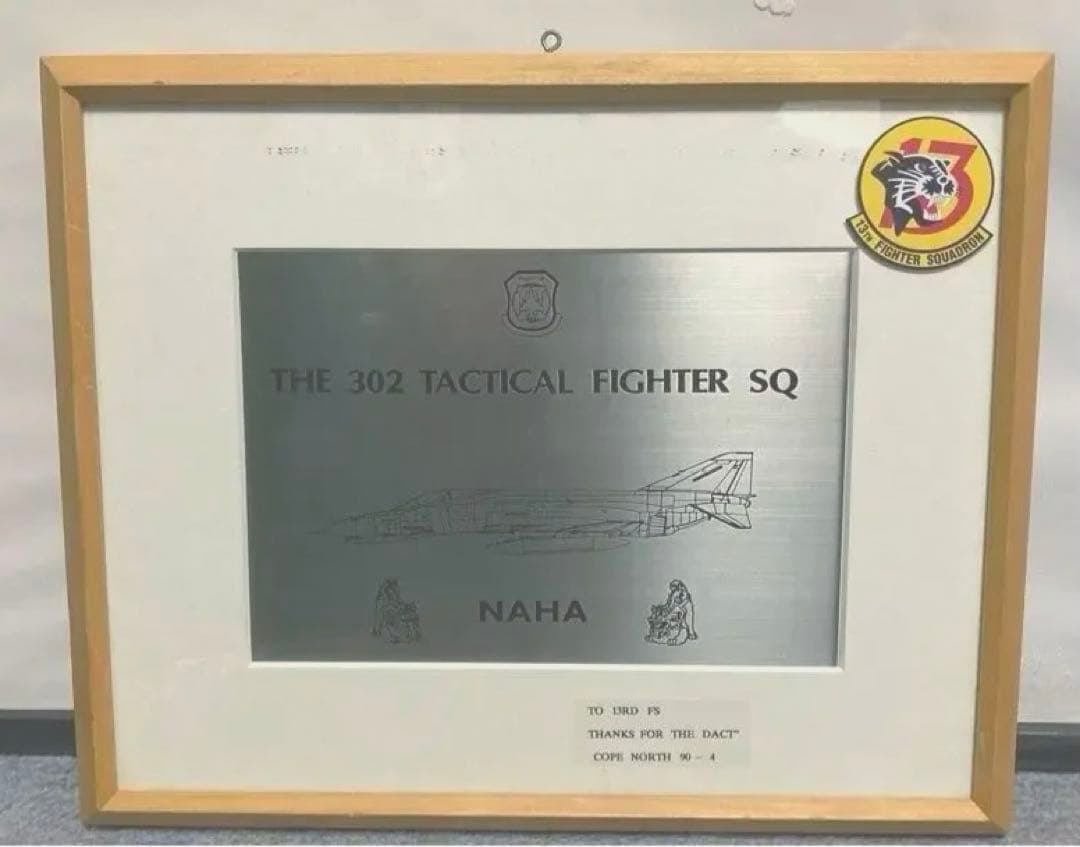 13
13TH FIGHTER SQUADRON
THE 302 TACTICAL FIGHTER SQ
NAHA
TO 13RD FS
THANKS FOR THE DACT"
COPE NORTH 90 - 4